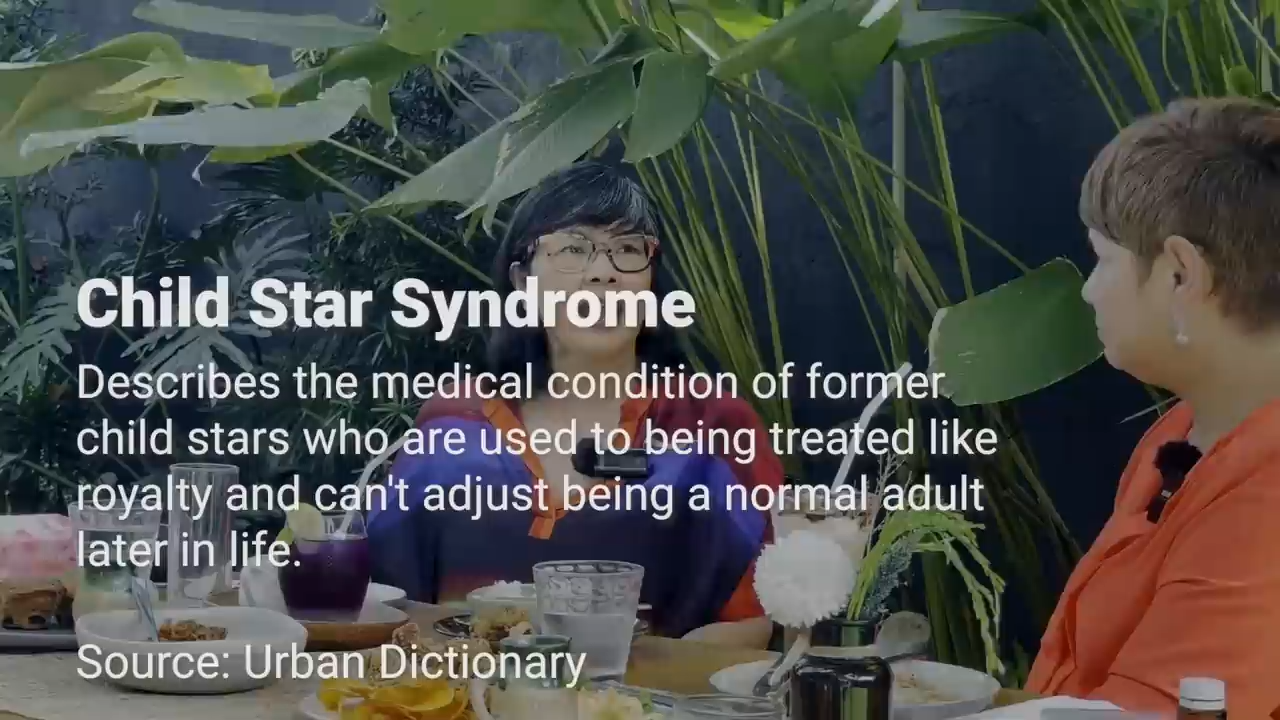 Child Star Syndrome
Describes the medical condition of former
child stars who are used to being treated like
royalty and can't adjust being a normal adult
later in life.
Source: Urban Dictionary